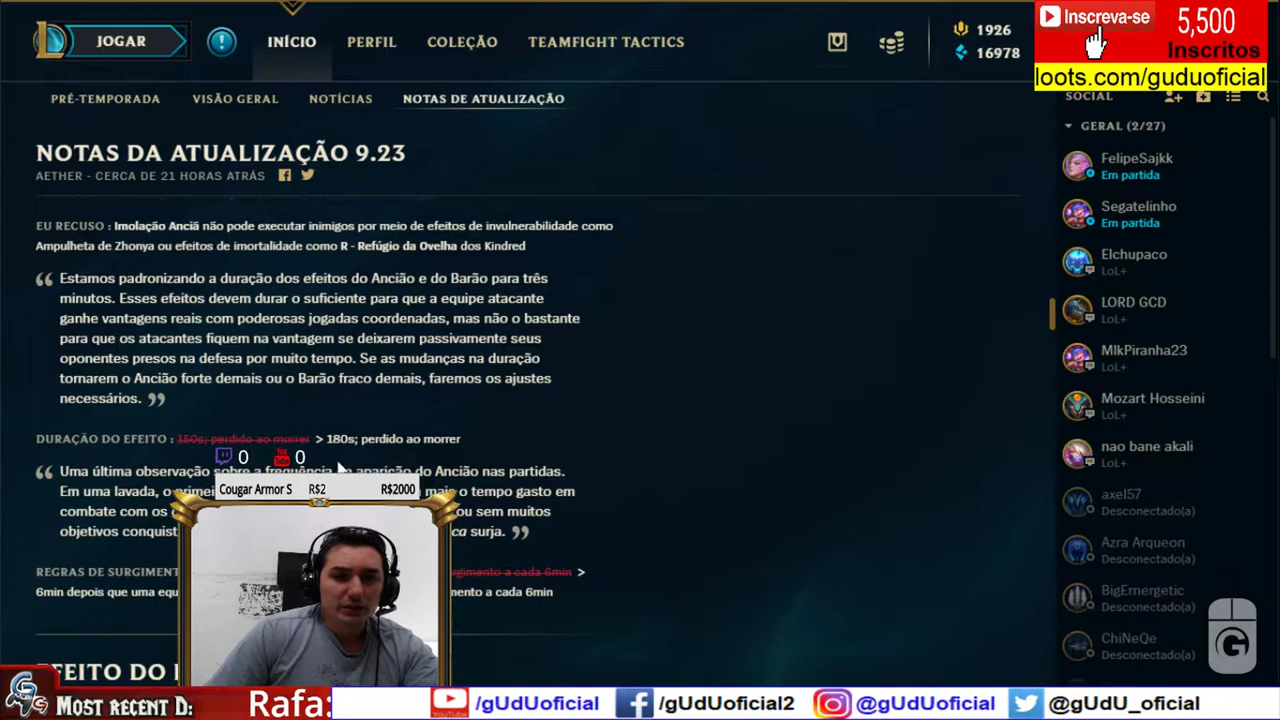 JOGAR
INÍCIO
PERFIL
COLEÇÃO
TEAMFIGHT TACTICS
1926
16978
Inscreva-se
5,500
Inscritos
loots.com/guduoficial
PRÉ-TEMPORADA
VISÃO GERAL
NOTÍCIAS
NOTAS DE ATUALIZAÇÃO
NOTAS DA ATUALIZAÇÃO 9.23
AETHER - CERCA DE 21 HORAS ATRÁS
EU RECUSO : Imolação Anciã não pode executar inimigos por meio de efeitos de invulnerabilidade como
Ampulheta de Zhonya ou efeitos de imortalidade como R - Refúgio da Ovelha dos Kindred
Estamos padronizando a duração dos efeitos do Ancião e do Barão para três
minutos. Esses efeitos devem durar o suficiente para que a equipe atacante
ganhe vantagens reais com poderosas jogadas coordenadas, mas não o bastante
para que os atacantes fiquem na vantagem se deixarem passivamente seus
oponentes presos na defesa por muito tempo. Se as mudanças na duração
tornarem o Ancião forte demais ou o Barão fraco demais, faremos os ajustes
necessários.
DURAÇÃO DO EFEITO : 150s; perdido ao morrer > 180s; perdido ao morrer
0
You Tube
0
Uma última observação sobre a frequência aparição do Ancião nas partidas.
Em uma lavada, o mais o tempo gasto em
Cougar Armor S R$2 R$2000
combate com os ou sem muitos
objetivos surja.
REGRAS DE a cada 6min >
6min depois que uma a cada 6min
EFEITO DO
SOCIAL
GERAL (2/27)
FelipeSajkk
Em partida
Segatelinho
Em partida
Elchupaco
LoL+
LORD GCD
LoL+
MlkPiranha23
LoL+
Mozart Hosseini
LoL+
nao bane akali
LoL+
axel57
Desconectado(a)
Azra Arqueon
Desconectado(a)
BigEmergetic
Desconectado(a)
ChiNeQe
Desconectado(a)
G
MOST RECENT D:
Rafa:
/gUdUoficial
/gUdUoficial2
@gUdUoficial
@gUdU_oficial